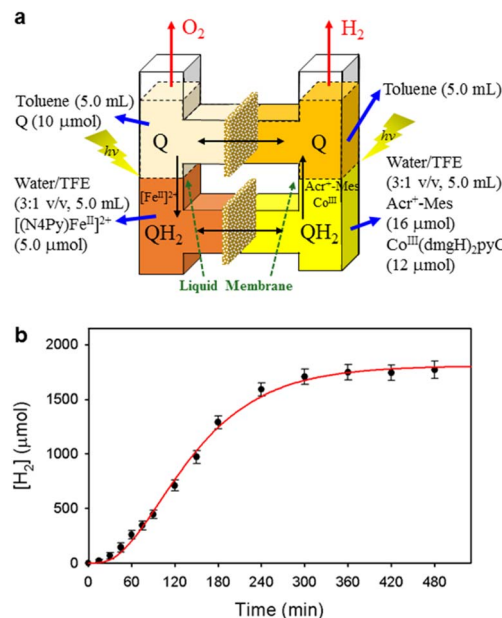 a
O2
H2
Toluene (5.0 mL)
Q (10 μmol)
Toluene (5.0 mL)
Q
Q
hν
hν
Water/TFE
(3:1 v/v, 5.0 mL)
[(N4Py)FeII]2+
(5.0 μmol)
[FeII]2+
Acr+-Mes
CoIII
QH2
QH2
Water/TFE
(3:1 v/v, 5.0 mL)
Acr+-Mes
(16 μmol)
CoIII(dmgH)2pyC
(12 μmol)
Liquid Membrane
b
[H2] (μmol)
2000
1500
1000
500
0
0 60 120 180 240 300 360 420 480
Time (min)